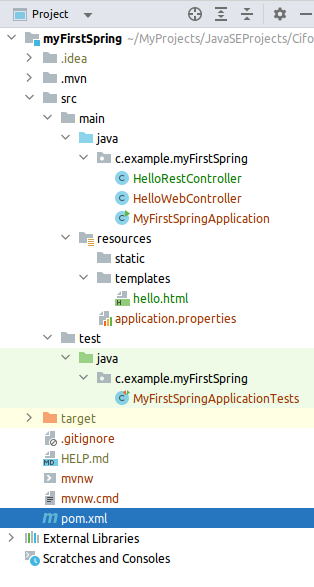 Project
myFirstSpring ~/MyProjects/JavaSEProjects/Cifo
.idea
.mvn
src
main
java
c.example.myFirstSpring
HelloRestController
HelloWebController
MyFirstSpringApplication
resources
static
templates
hello.html
application.properties
test
java
c.example.myFirstSpring
MyFirstSpringApplicationTests
target
.gitignore
HELP.md
mvnw
mvnw.cmd
pom.xml
External Libraries
Scratches and Consoles